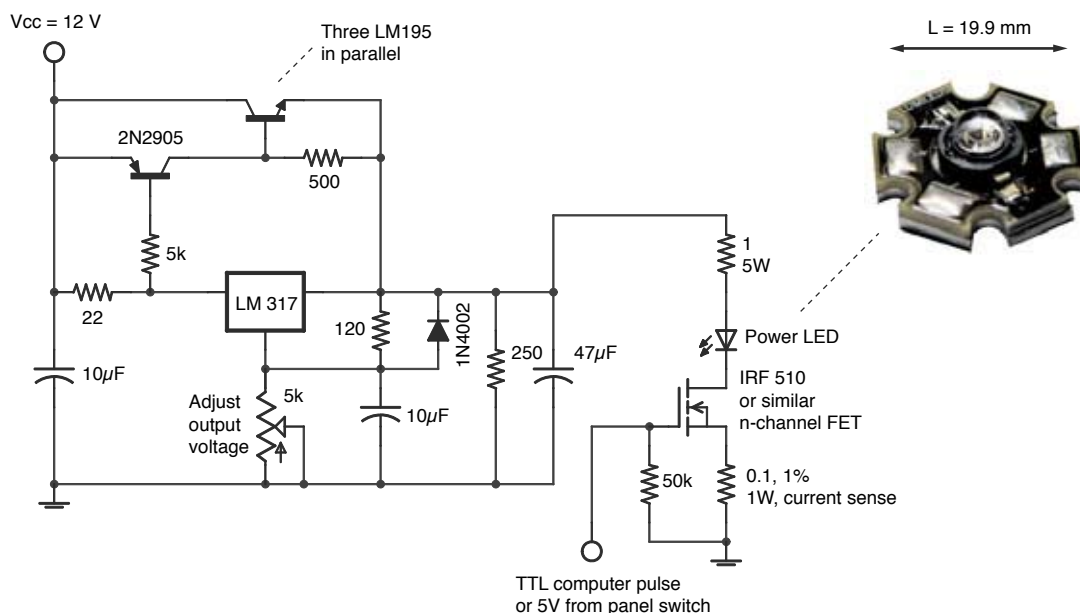 Vcc = 12 V
Three LM195
in parallel
L = 19.9 mm
2N2905
500
5k
22
LM 317
120
1N4002
250
47µF
10µF
Adjust
output
voltage
5k
10µF
1
5W
Power LED
IRF 510
or similar
n-channel FET
50k
0.1, 1%
1W, current sense
TTL computer pulse
or 5V from panel switch